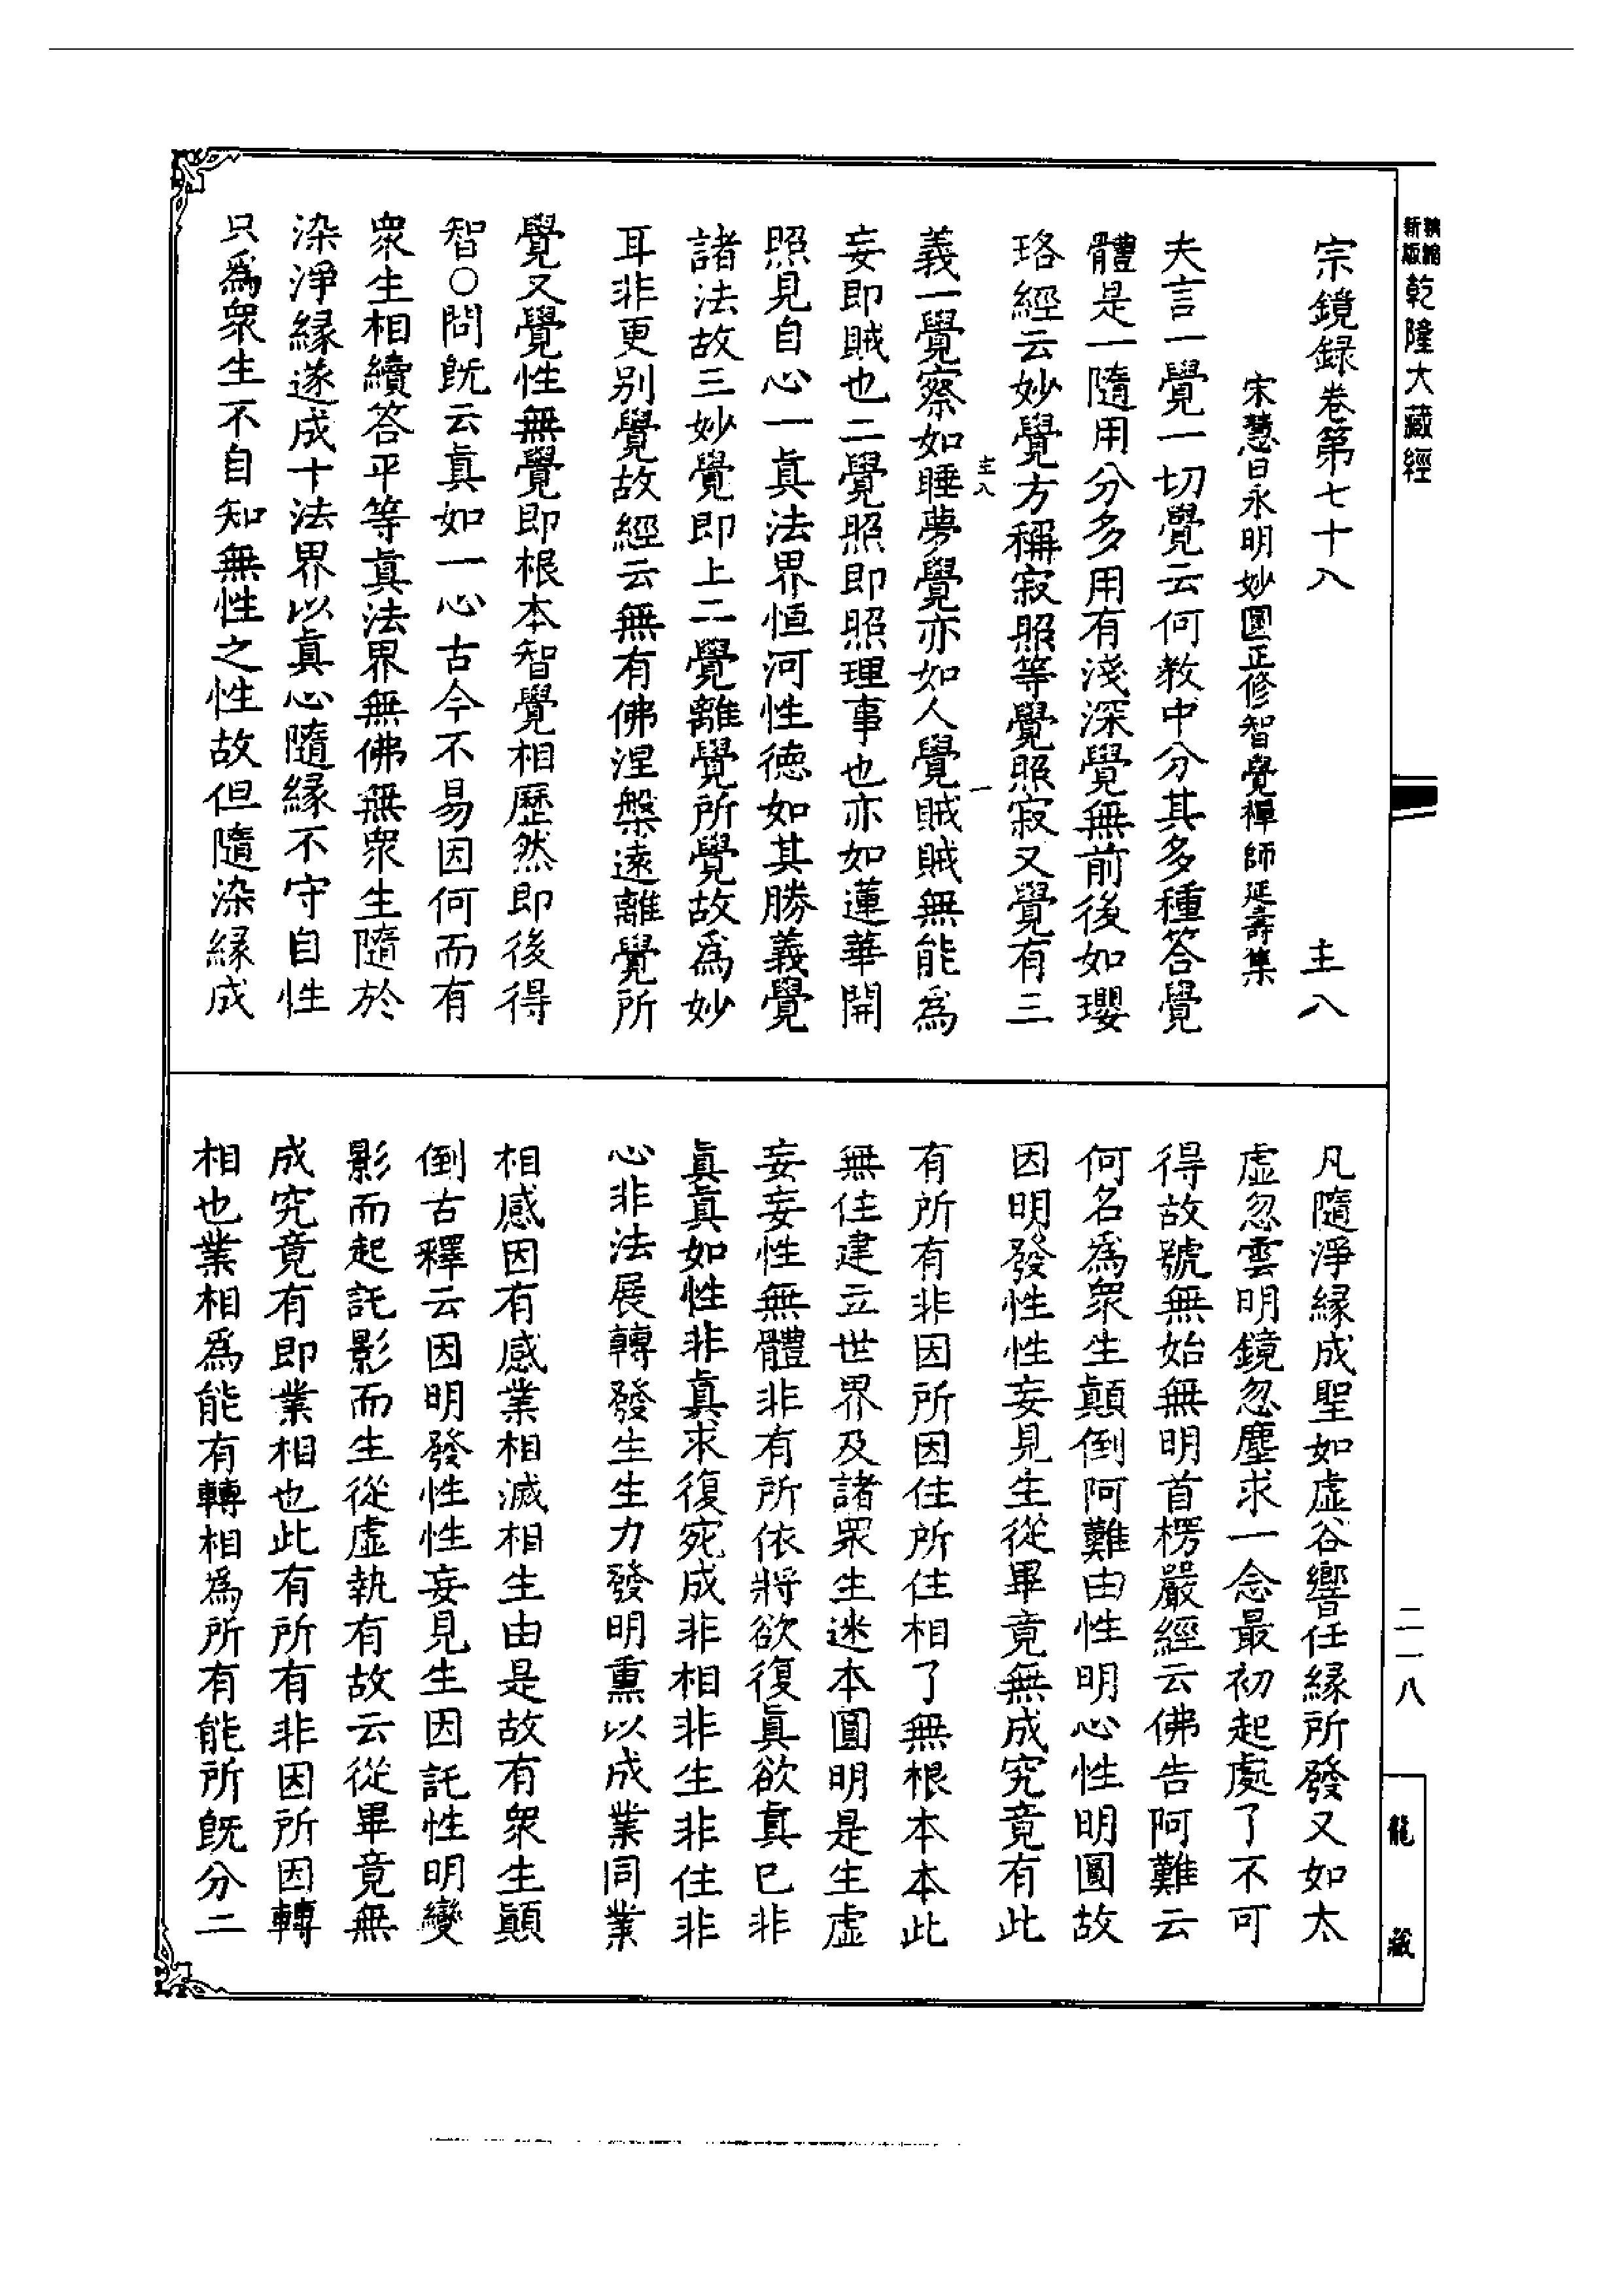 新版精縮乾隆大藏經
宗鏡録卷第七十八　主八
宋慧日永明妙圓正修智覺禪師延壽集
夫言一覺一切覺云何教中分其多種答覺
體是一隨用分多用有淺深覺無前後如瓔
珞經云妙覺方稱寂照等覺照寂又覺有三
主八　一
義一覺察如睡夢覺亦如人覺賊賊無能爲
妄即賊也二覺照即照理事也亦如蓮華開
照見自心一眞法界恒河性德如其勝義覺
諸法故三妙覺即上二覺離覺所覺故爲妙
耳非更别覺故經云無有佛涅槃遠離覺所
覺又覺性無覺即根本智覺相歷然即後得
智○問旣云眞如一心古今不易因何而有
衆生相續答平等眞法界無佛無衆生隨於
染淨緣遂成十法界以眞心隨緣不守自性
只爲衆生不自知無性之性故但隨染緣成
凡隨淨緣成聖如虛谷響任緣所發又如太
虛忽雲明鏡忽塵求一念最初起處了不可
得故號無始無明首楞嚴經云佛告阿難云
何名爲衆生顛倒阿難由性明心性明圓故
因明發性性妄見生從畢竟無成究竟有此
有所有非因所因住所住相了無根本本此
無住建立世界及諸衆生迷本圓明是生虛
妄妄性無體非有所依將欲復眞欲眞已非
眞眞如性非眞求復宛成非相非生非住非
心非法展轉發生生力發明熏以成業同業
相感因有感業相滅相生由是故有衆生顛
倒古釋云因明發性性妄見生因託性明變
影而起託影而生從虛執有故云從畢竟無
成究竟有即業相也此有所有非因所因轉
相也業相爲能有轉相爲所有能所旣分二
二一八
龍藏